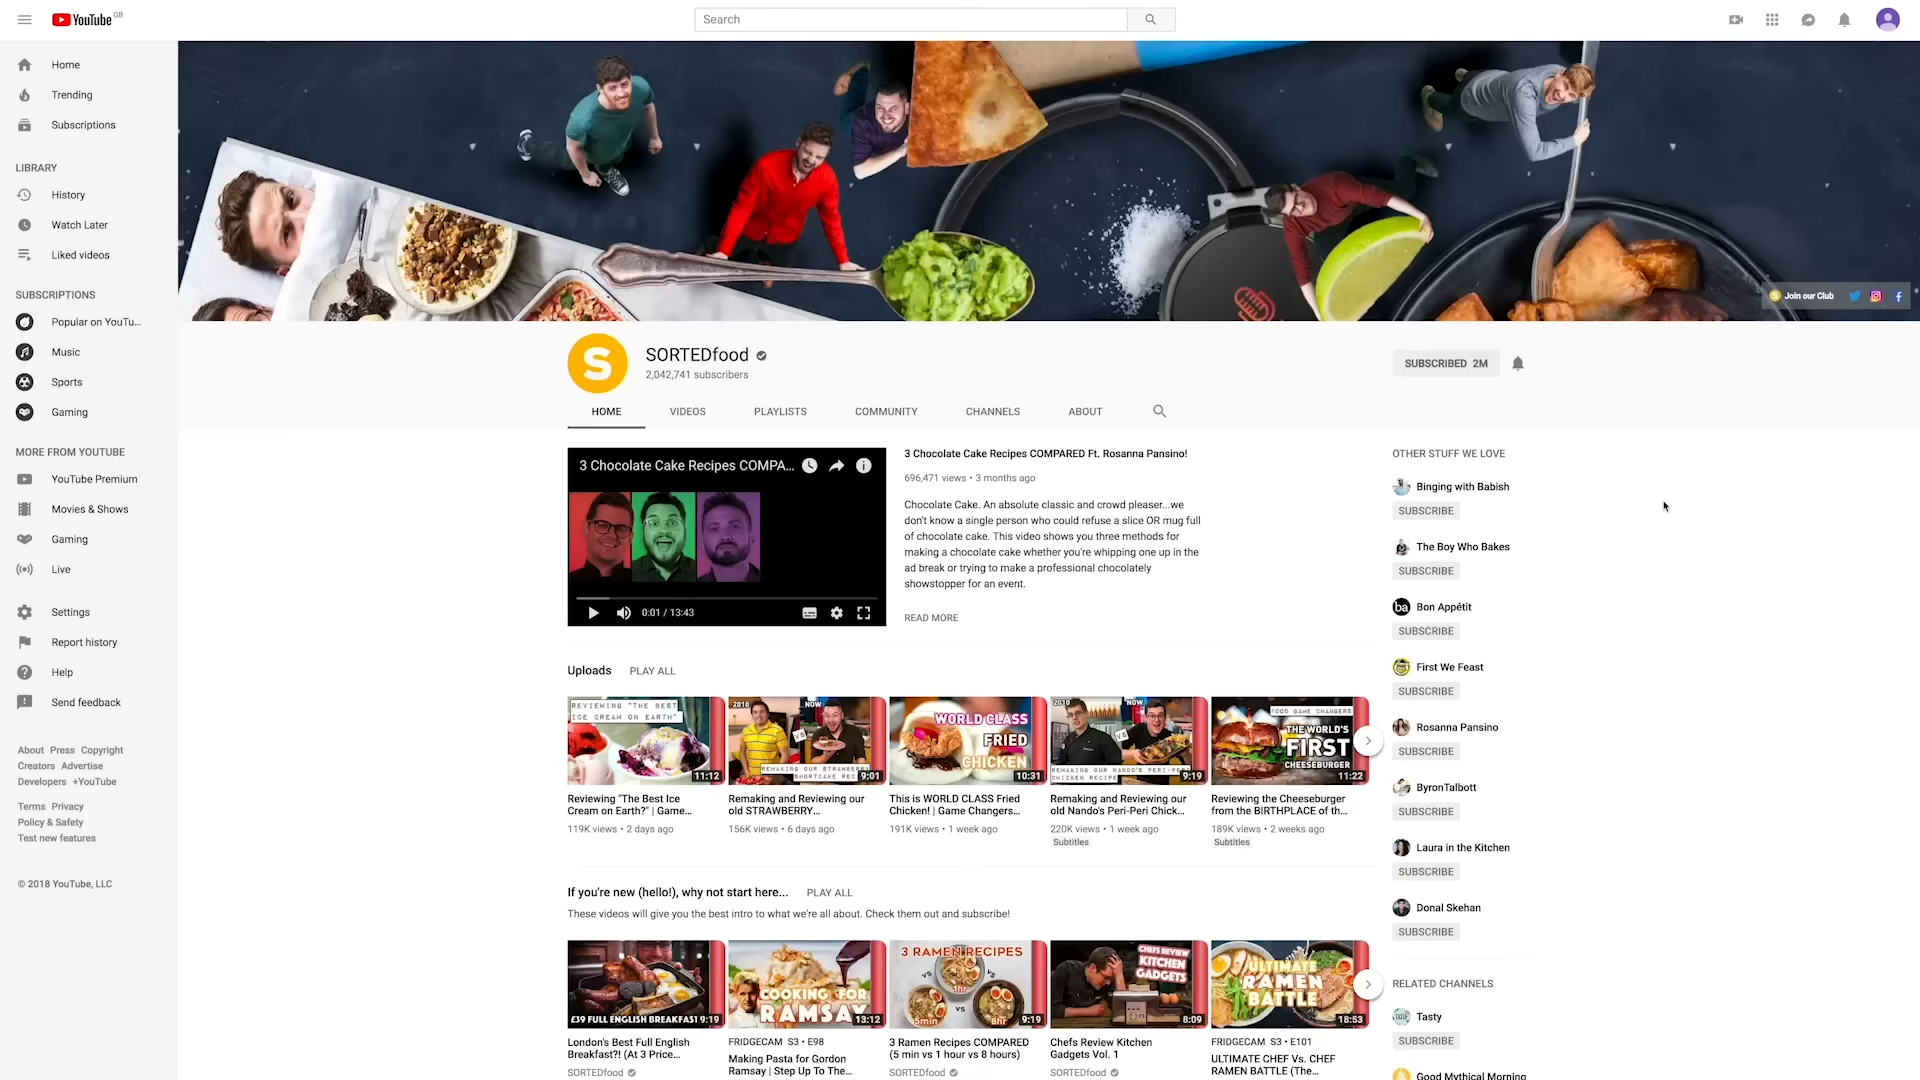 YouTube GB
Search
Home
Trending
Subscriptions
LIBRARY
History
Watch Later
Liked videos
SUBSCRIPTIONS
Popular on YouTu...
Music
Sports
Gaming
MORE FROM YOUTUBE
YouTube Premium
Movies & Shows
Gaming
Live
Settings
Report history
Help
Send feedback
About Press Copyright
Creators Advertise
Developers +YouTube
Terms Privacy
Policy & Safety
Test new features
© 2018 YouTube, LLC
Join our Club
S
SORTEDfood
2,042,741 subscribers
SUBSCRIBED 2M
HOME VIDEOS PLAYLISTS COMMUNITY CHANNELS ABOUT
3 Chocolate Cake Recipes COMPA...
0:01 / 13:43
3 Chocolate Cake Recipes COMPARED Ft. Rosanna Pansino!
696,471 views • 3 months ago
Chocolate Cake. An absolute classic and crowd pleaser...we
don't know a single person who could refuse a slice OR mug full
of chocolate cake. This video shows you three methods for
making a chocolate cake whether you're whipping one up in the
ad break or trying to make a professional chocolately
showstopper for an event.
READ MORE
Uploads PLAY ALL
REVIEWING "THE BEST
ICE CREAM ON EARTH"
11:12
Reviewing "The Best Ice
Cream on Earth?" | Game...
119K views • 2 days ago
2010 NOW
VS
REMAKING OUR STRAWBERRY
SHORTCAKE REC
9:01
Remaking and Reviewing our
old STRAWBERRY...
156K views • 6 days ago
WORLD CLASS
FRIED
CHICKEN
10:31
This is WORLD CLASS Fried
Chicken! | Game Changers...
191K views • 1 week ago
2010 NOW
VS
REMAKING OUR NANDO'S PERI-PERI
CHICKEN RECIPE
9:19
Remaking and Reviewing our
old Nando's Peri-Peri Chick...
220K views • 1 week ago
Subtitles
FOOD GAME CHANGERS
THE WORLD'S
FIRST
CHEESEBURGER
11:22
Reviewing the Cheeseburger
from the BIRTHPLACE of th...
189K views • 2 weeks ago
Subtitles
If you're new (hello!), why not start here... PLAY ALL
These videos will give you the best intro to what we're all about. Check them out and subscribe!
£39 FULL ENGLISH BREAKFAST
9:19
London's Best Full English
Breakfast?! (At 3 Price...
SORTEDfood
COOKING FOR
RAMSAY
13:12
FRIDGECAM S3 • E98
Making Pasta for Gordon
Ramsay | Step Up To The...
3 RAMEN RECIPES
VS 1hr VS
VS
5min 8hr
9:19
3 Ramen Recipes COMPARED
(5 min vs 1 hour vs 8 hours)
SORTEDfood
CHEFS REVIEW
KITCHEN
GADGETS
8:09
Chefs Review Kitchen
Gadgets Vol. 1
SORTEDfood
ULTIMATE
RAMEN
BATTLE
18:53
FRIDGECAM S3 • E101
ULTIMATE CHEF Vs. CHEF
RAMEN BATTLE (The...
OTHER STUFF WE LOVE
Binging with Babish
SUBSCRIBE
The Boy Who Bakes
SUBSCRIBE
ba
Bon Appétit
SUBSCRIBE
First We Feast
SUBSCRIBE
Rosanna Pansino
SUBSCRIBE
ByronTalbott
SUBSCRIBE
Laura in the Kitchen
SUBSCRIBE
Donal Skehan
SUBSCRIBE
RELATED CHANNELS
Tasty
SUBSCRIBE
Good Mythical Morning